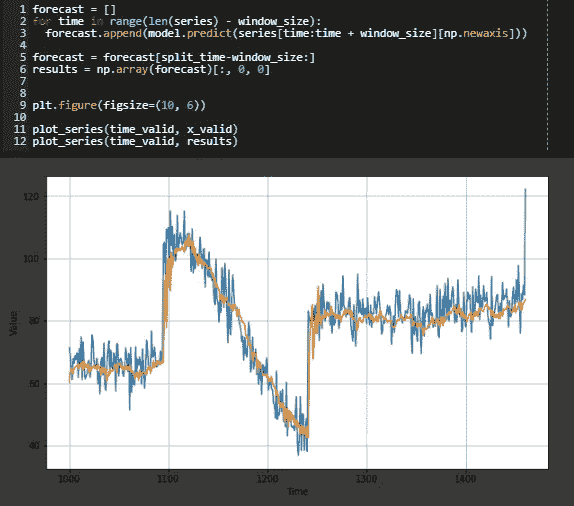 1 forecast = []
2 for time in range(len(series) - window_size):
3 forecast.append(model.predict(series[time:time + window_size][np.newaxis]))
4
5 forecast = forecast[split_time-window_size:]
6 results = np.array(forecast)[:, 0, 0]
7
8
9 plt.figure(figsize=(10, 6))
10
11 plot_series(time_valid, x_valid)
12 plot_series(time_valid, results)
120
100
80
60
40
Value
1000 1100 1200 1300 1400
Time